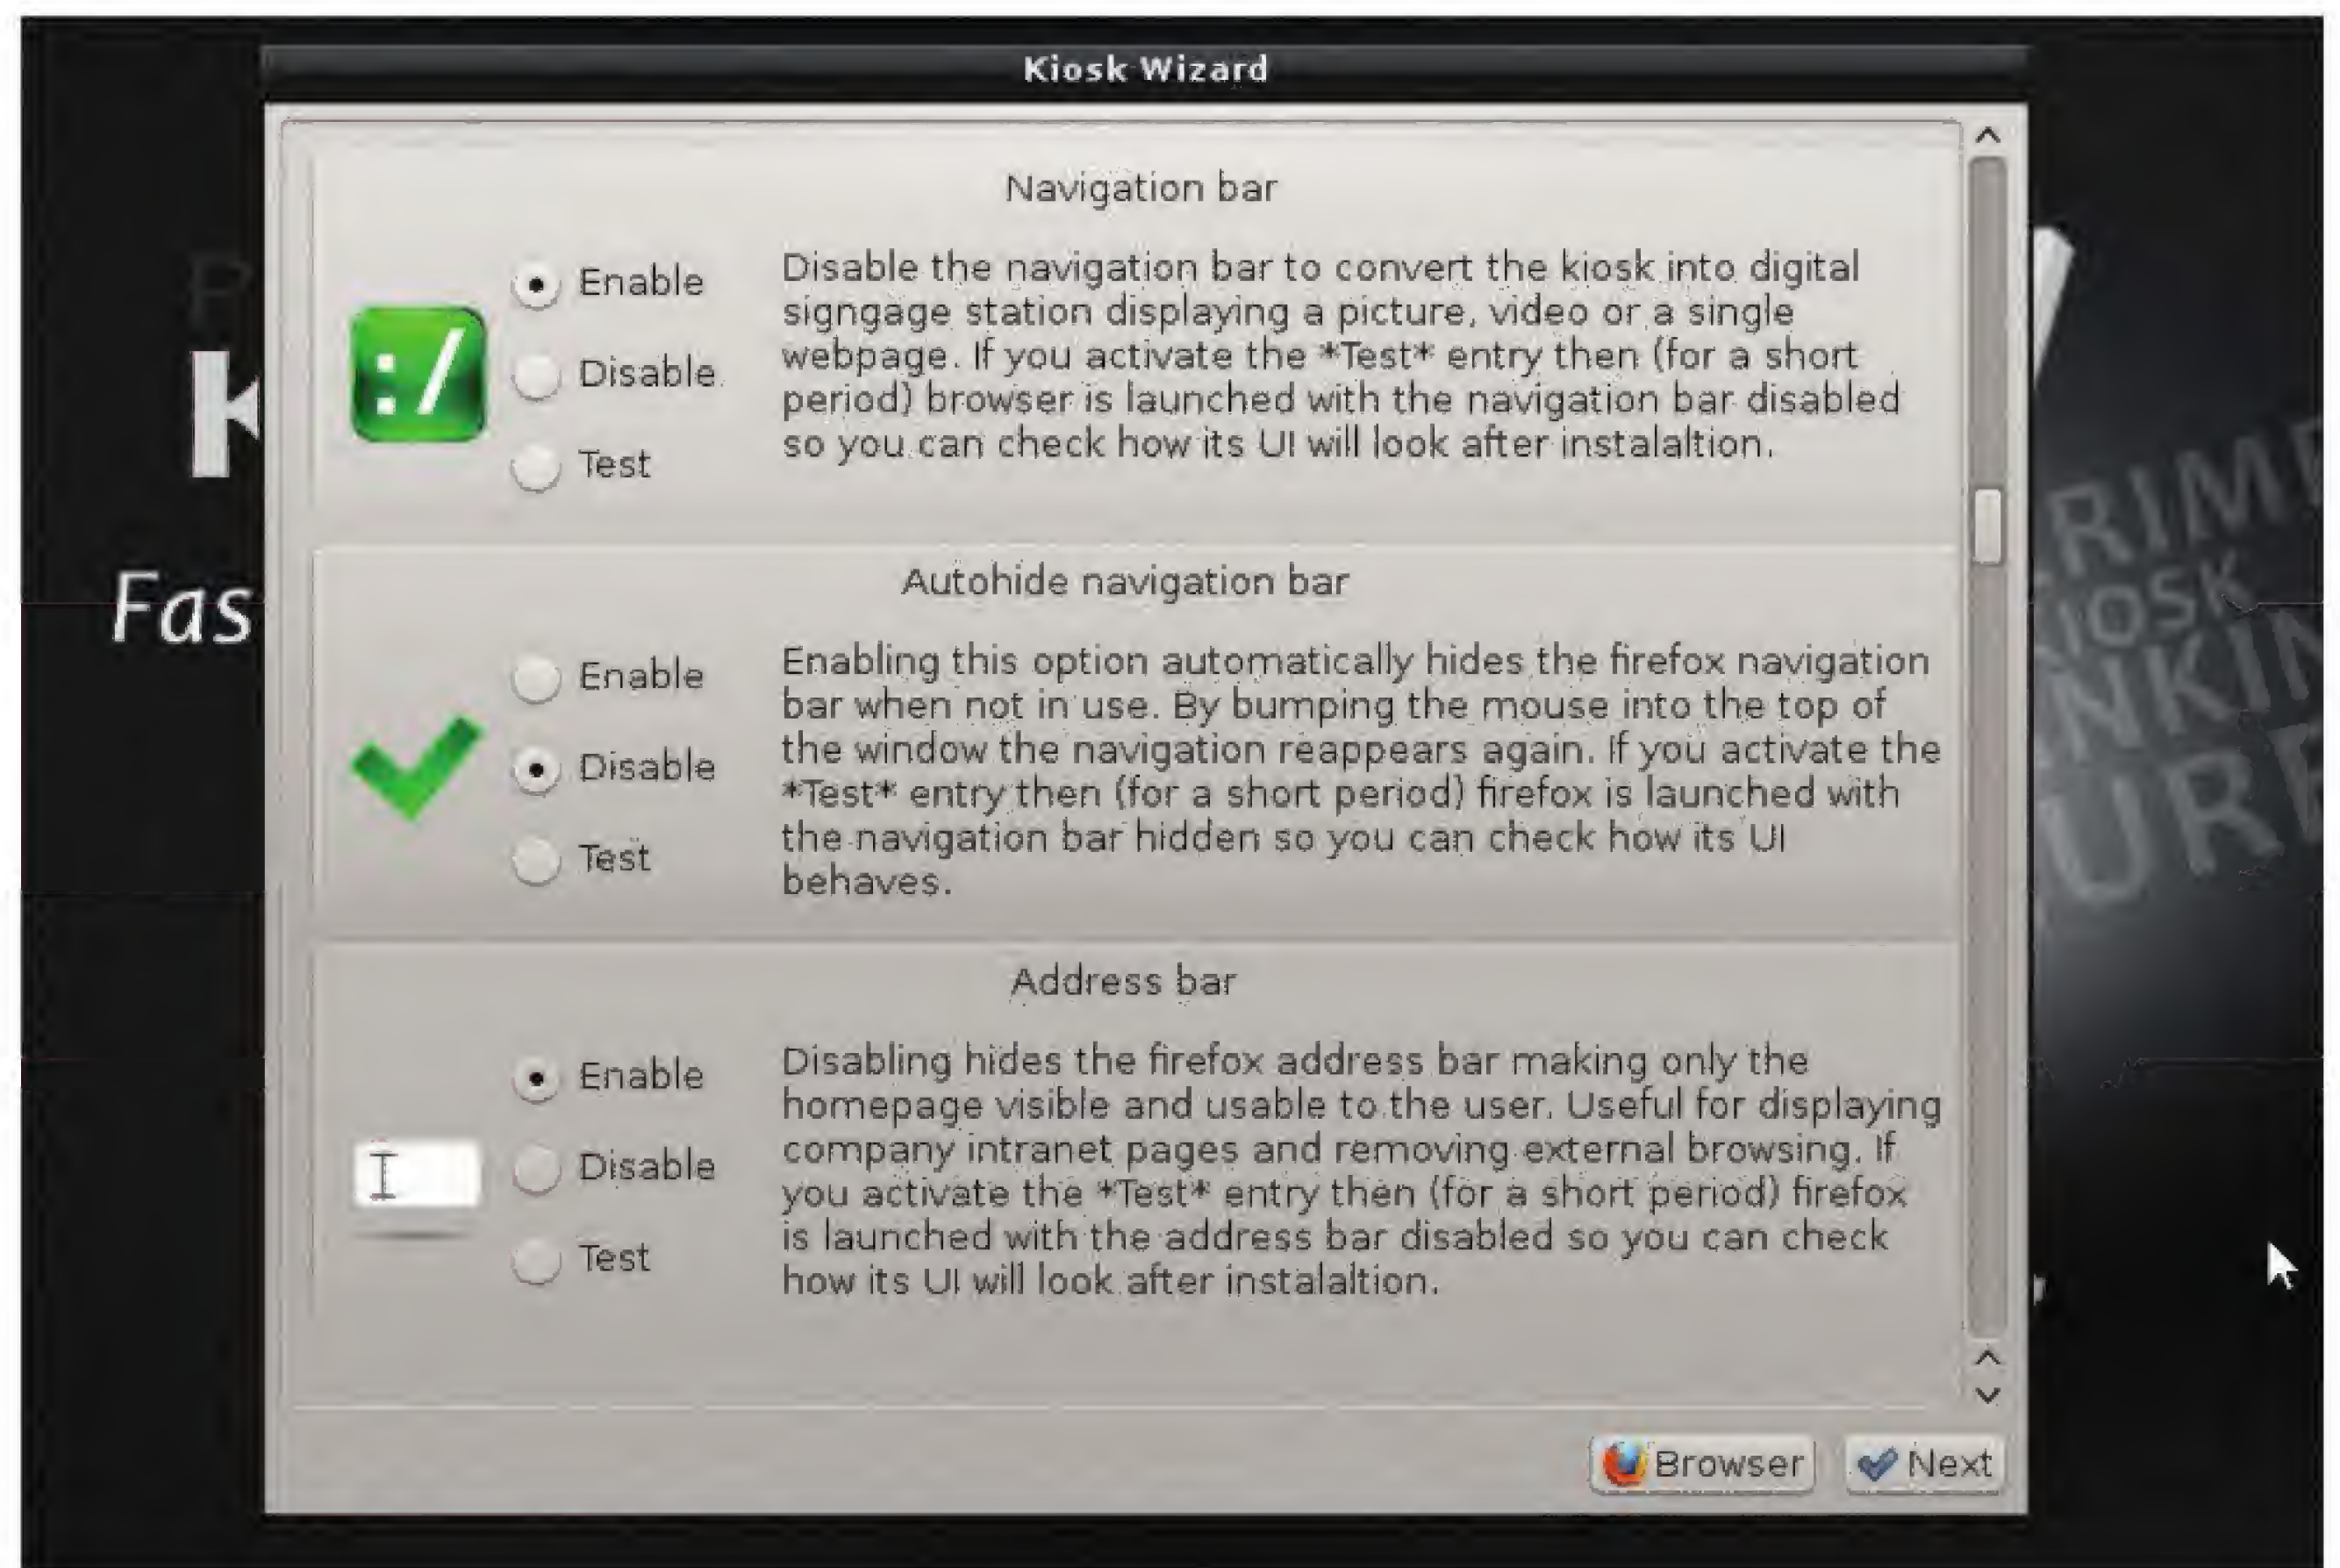 Kiosk Wizard
Navigation bar
Enable
Disable
Test
Disable the navigation bar to convert the kiosk into digital
signgage station displaying a picture, video or a single
webpage. If you activate the *Test* entry then (for a short
period) browser is launched with the navigation bar disabled
so you can check how its UI will look after instalaltion.
:/
Autohide navigation bar
Enable
Disable
Test
Enabling this option automatically hides the firefox navigation
bar when not in use. By bumping the mouse into the top of
the window the navigation reappears again. If you activate the
*Test* entry then (for a short period) firefox is launched with
the navigation bar hidden so you can check how its UI
behaves.
Address bar
Enable
Disable
Test
Disabling hides the firefox address bar making only the
homepage visible and usable to the user. Useful for displaying
company intranet pages and removing external browsing. If
you activate the *Test* entry then (for a short period) firefox
is launched with the address bar disabled so you can check
how its UI will look after instalaltion.
Browser
Next
P
K
Fas
RIME
IOSK
NKIN
URE